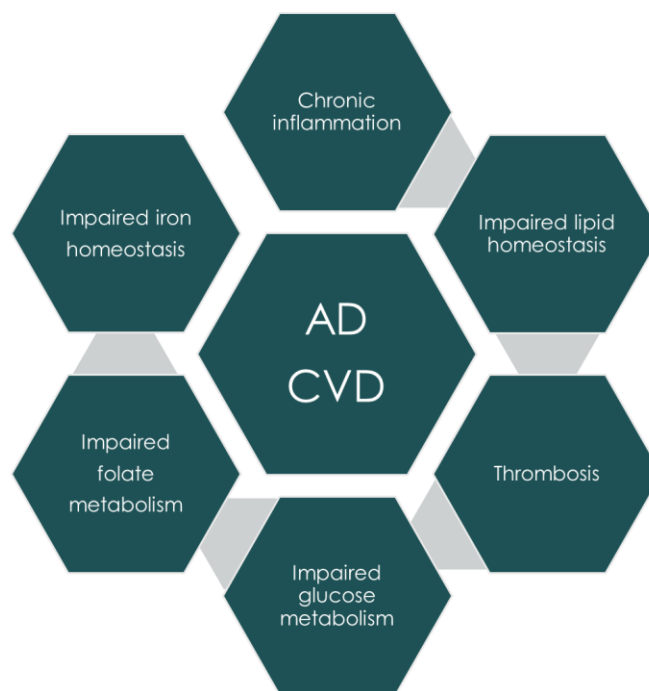 Chronic
inflammation
Impaired lipid
homeostasis
Thrombosis
Impaired
glucose
metabolism
Impaired
folate
metabolism
Impaired iron
homeostasis
AD
CVD